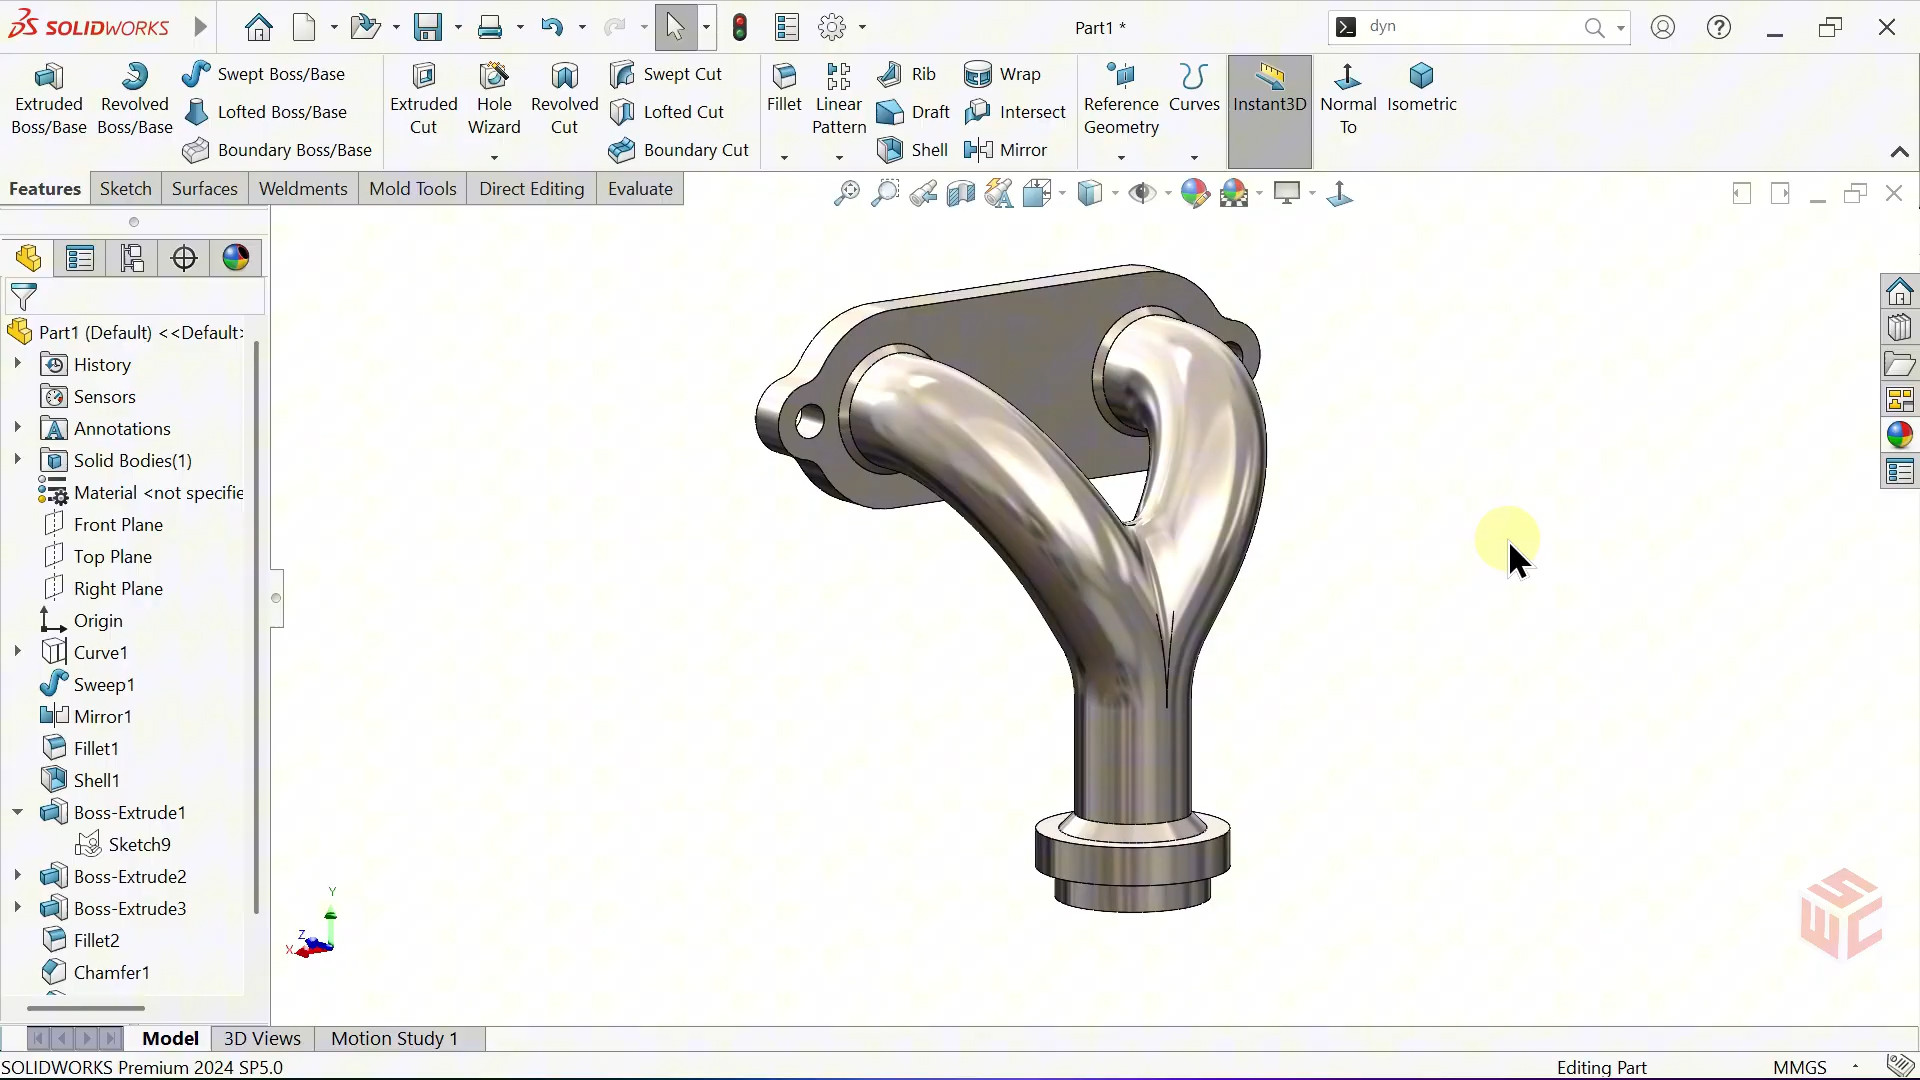 SOLIDWORKS
Part1 *
dyn
Extruded Boss/Base
Revolved Boss/Base
Swept Boss/Base
Lofted Boss/Base
Boundary Boss/Base
Extruded Cut
Hole Wizard
Revolved Cut
Swept Cut
Lofted Cut
Boundary Cut
Fillet
Linear Pattern
Rib
Draft
Shell
Wrap
Intersect
Mirror
Reference Geometry
Curves
Instant3D
Normal To
Isometric
Features
Sketch
Surfaces
Weldments
Mold Tools
Direct Editing
Evaluate
Part1 (Default) <<Default>
History
Sensors
Annotations
Solid Bodies(1)
Material <not specifie
Front Plane
Top Plane
Right Plane
Origin
Curve1
Sweep1
Mirror1
Fillet1
Shell1
Boss-Extrude1
Sketch9
Boss-Extrude2
Boss-Extrude3
Fillet2
Chamfer1
Y
Z
X
SWC
Model
3D Views
Motion Study 1
SOLIDWORKS Premium 2024 SP5.0
Editing Part
MMGS